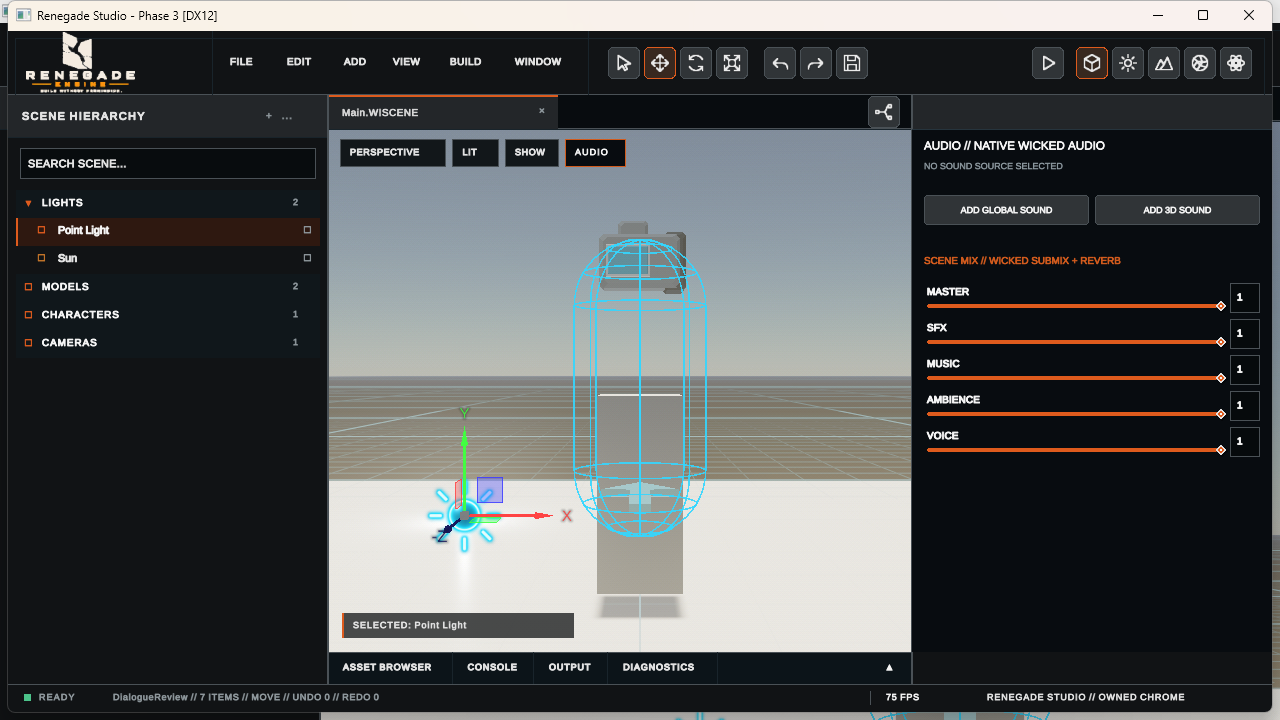 Renegade Studio - Phase 3 [DX12]
RENEGADE
ENGINE
BUILD WITHOUT PERMISSION.
FILE EDIT ADD VIEW BUILD WINDOW
SCENE HIERARCHY + ...
Main.WISCENE ×
SEARCH SCENE...
PERSPECTIVE LIT SHOW AUDIO
AUDIO // NATIVE WICKED AUDIO
NO SOUND SOURCE SELECTED
LIGHTS 2
Point Light
Sun
MODELS 2
CHARACTERS 1
CAMERAS 1
ADD GLOBAL SOUND ADD 3D SOUND
SCENE MIX // WICKED SUBMIX + REVERB
MASTER 1
SFX 1
MUSIC 1
AMBIENCE 1
VOICE 1
Y
X
-Z
SELECTED: Point Light
ASSET BROWSER CONSOLE OUTPUT DIAGNOSTICS
READY DialogueReview // 7 ITEMS // MOVE // UNDO 0 // REDO 0 75 FPS RENEGADE STUDIO // OWNED CHROME